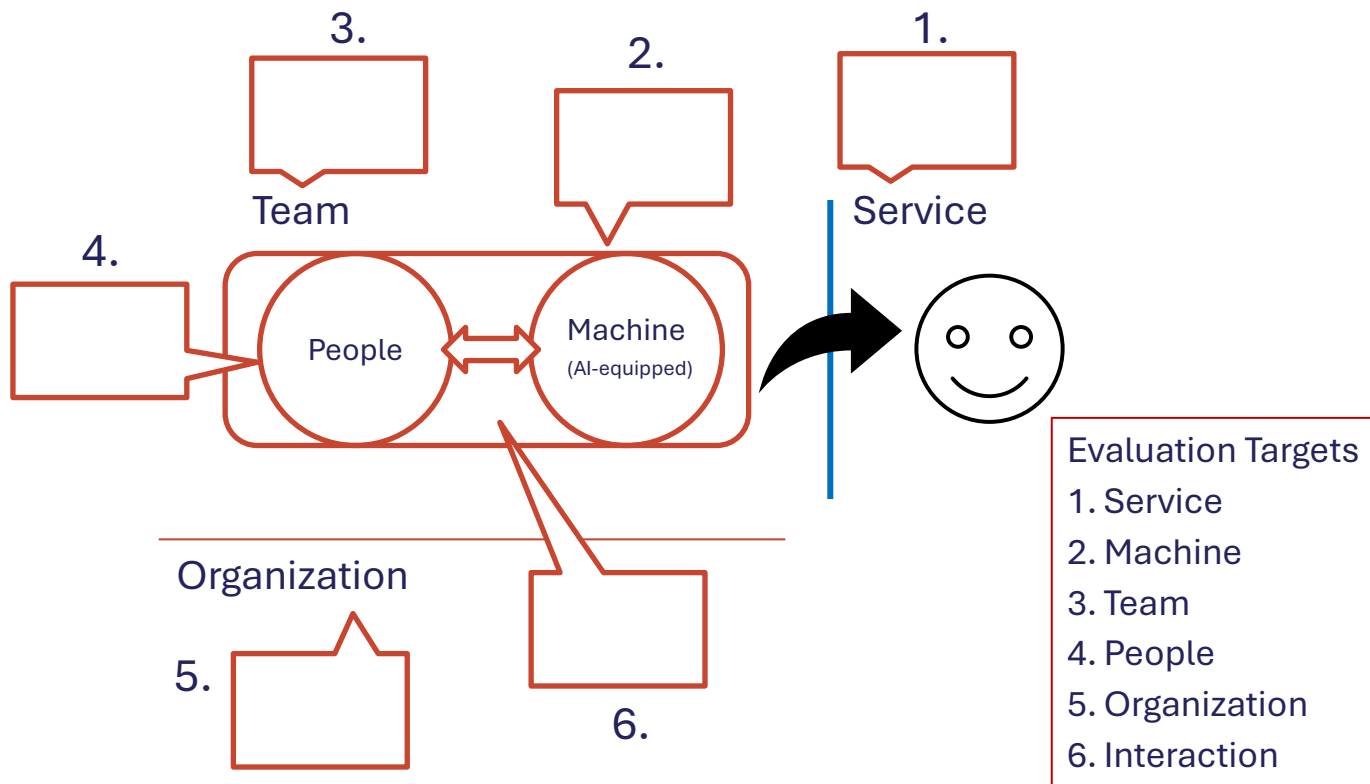 3.
2.
1.
Team
Service
4.
People
Machine
(AI-equipped)
Organization
5.
6.
Evaluation Targets
1. Service
2. Machine
3. Team
4. People
5. Organization
6. Interaction